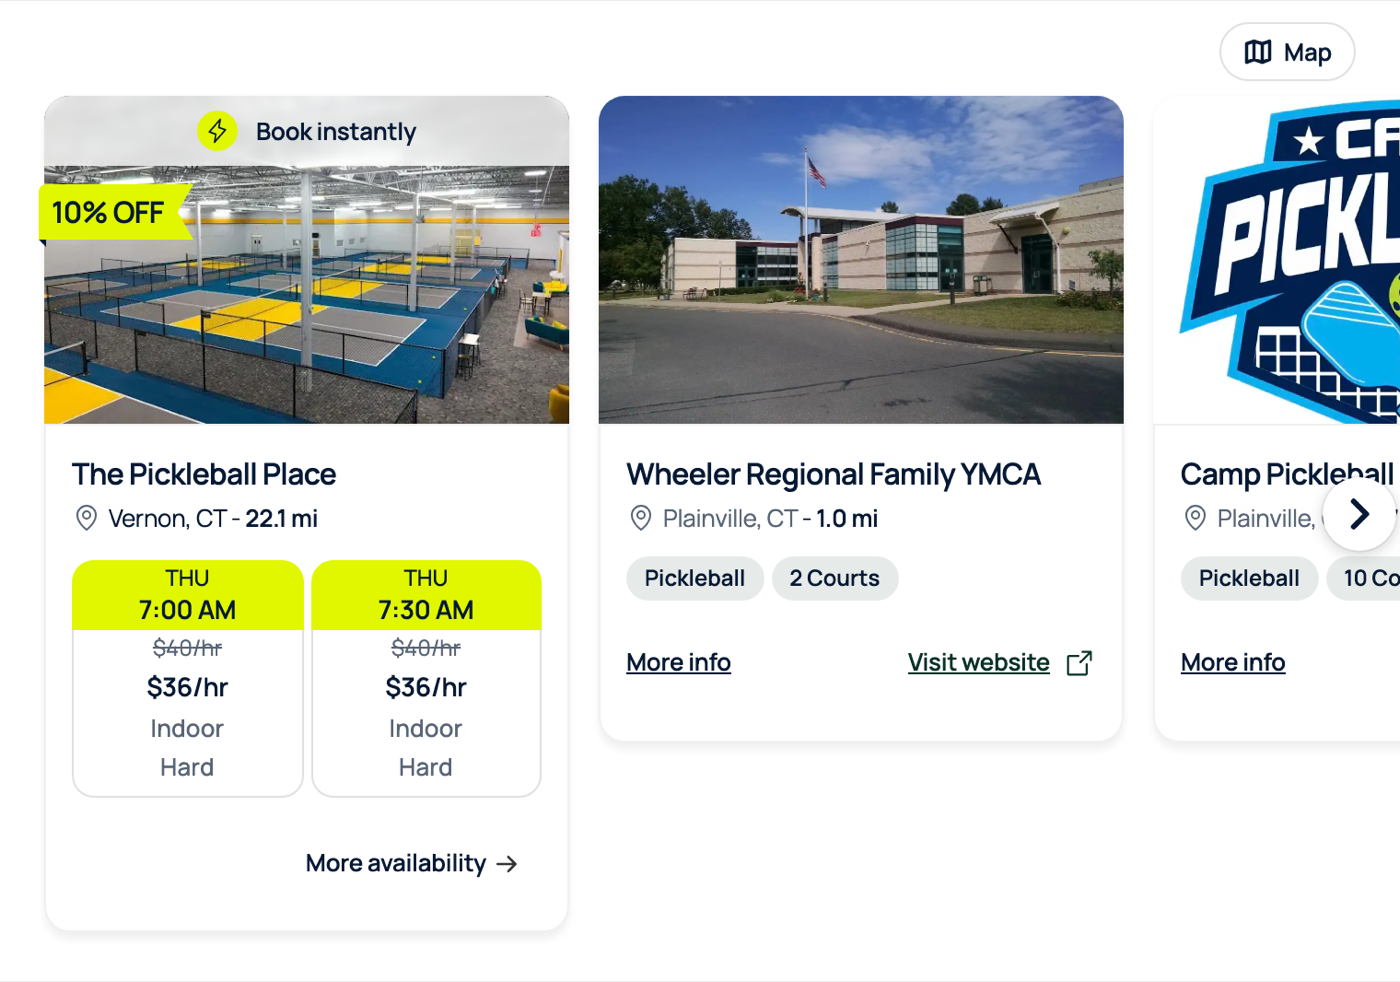 Map
Book instantly
10% OFF
The Pickleball Place
Vernon, CT - 22.1 mi
THU
7:00 AM
$40/hr
$36/hr
Indoor
Hard
THU
7:30 AM
$40/hr
$36/hr
Indoor
Hard
More availability
Wheeler Regional Family YMCA
Plainville, CT - 1.0 mi
Pickleball
2 Courts
More info
Visit website
Camp Pickleball
Plainville,
Pickleball
10 Co
More info